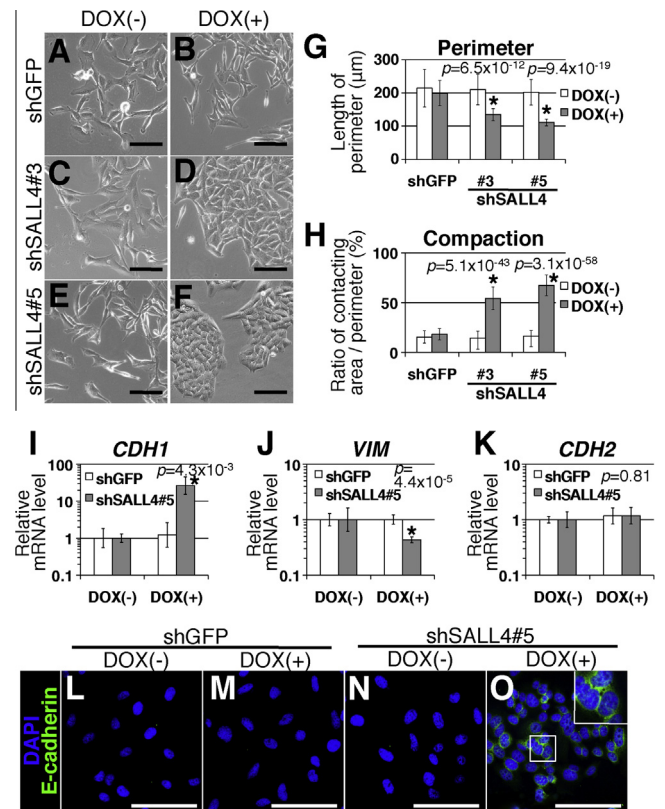 DOX(-) DOX(+)
shGFP
A B
shSALL4#3
C D
shSALL4#5
E F
G
Perimeter
p=6.5x10-12 p=9.4x10-19
Length of
perimeter (µm)
300
200
100
0
* *
DOX(-)
DOX(+)
shGFP #3 #5
shSALL4
H
Compaction
p=5.1x10-43 p=3.1x10-58
Ratio of contacting
area / perimeter (%)
100
50
0
* *
DOX(-)
DOX(+)
shGFP #3 #5
shSALL4
I
CDH1
p=4.3x10-3
Relative
mRNA level
100
10
1
0.1
shGFP
shSALL4#5
*
DOX(-) DOX(+)
J
VIM
p=
4.4x10-5
Relative
mRNA level
10
1
0.1
shGFP
shSALL4#5
*
DOX(-) DOX(+)
K
CDH2
p=0.81
Relative
mRNA level
10
1
0.1
shGFP
shSALL4#5
DOX(-) DOX(+)
shGFP shSALL4#5
DOX(-) DOX(+) DOX(-) DOX(+)
DAPI
E-cadherin
L M N O